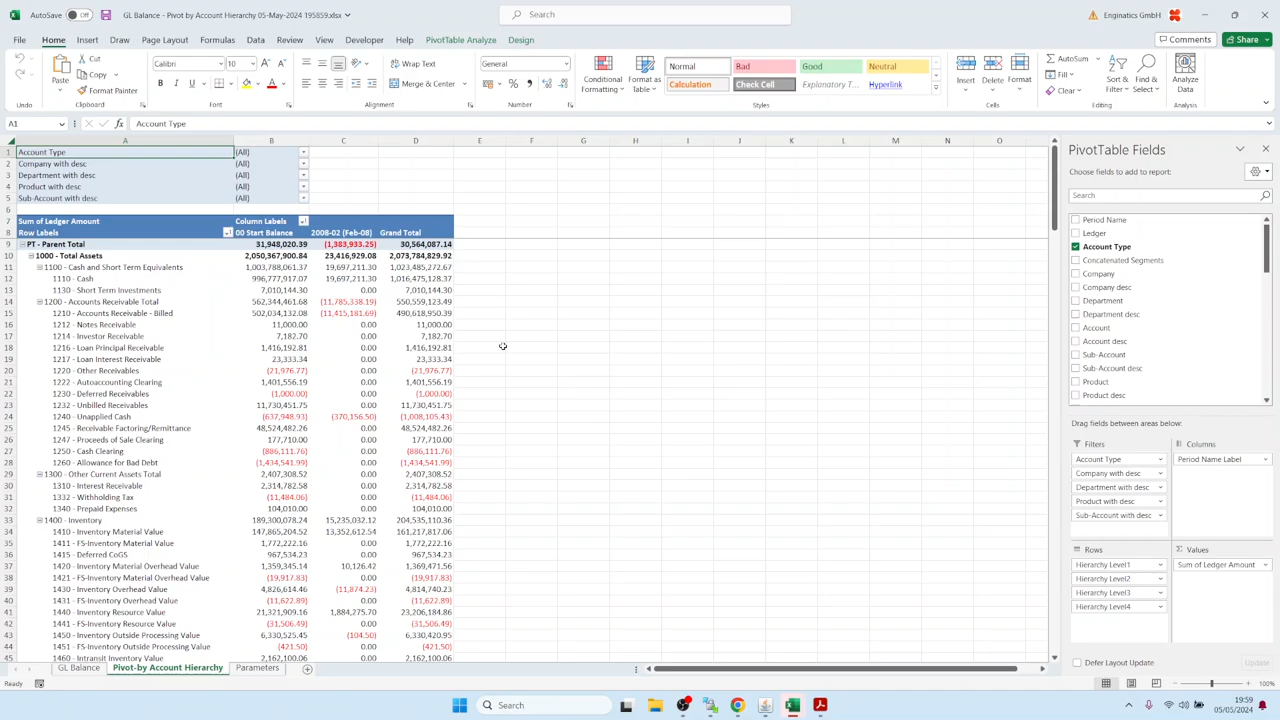 AutoSave Off GL Balance - Pivot by Account Hierarchy 05-May-2024 195859.xlsx Search Enginatics GmbH
File Home Insert Draw Page Layout Formulas Data Review View Developer Help PivotTable Analyze Design Comments Share
Paste Cut Copy Format Painter Calibri 10 Wrap Text Merge & Center General Conditional Formatting Format as Table Normal Bad Good Neutral Calculation Check Cell Explanatory T... Hyperlink Insert Delete Format AutoSum Fill Clear Sort & Filter Find & Select Analyze Data
Undo Clipboard Font Alignment Number Styles Cells Editing Analysis
A1 Account Type
A B C D E F G H I J K L M N O
1 Account Type (All)
2 Company with desc (All)
3 Department with desc (All)
4 Product with desc (All)
5 Sub-Account with desc (All)
6
7 Sum of Ledger Amount Column Labels
8 Row Labels 00 Start Balance 2008-02 (Feb-08) Grand Total
9 PT - Parent Total 31,948,020.39 (1,383,933.25) 30,564,087.14
10 1000 - Total Assets 2,050,367,900.84 23,416,929.08 2,073,784,829.92
11 1100 - Cash and Short Term Equivalents 1,003,788,061.37 19,697,211.30 1,023,485,272.67
12 1110 - Cash 996,777,917.07 19,697,211.30 1,016,475,128.37
13 1130 - Short Term Investments 7,010,144.30 0.00 7,010,144.30
14 1200 - Accounts Receivable Total 562,344,461.68 (11,785,338.19) 550,559,123.49
15 1210 - Accounts Receivable - Billed 502,034,132.08 (11,415,181.69) 490,618,950.39
16 1212 - Notes Receivable 11,000.00 0.00 11,000.00
17 1214 - Investor Receivable 7,182.70 0.00 7,182.70
18 1216 - Loan Principal Receivable 1,416,192.81 0.00 1,416,192.81
19 1217 - Loan Interest Receivable 23,333.34 0.00 23,333.34
20 1220 - Other Receivables (21,976.77) 0.00 (21,976.77)
21 1222 - Autoaccounting Clearing 1,401,556.19 0.00 1,401,556.19
22 1230 - Deferred Receivables (1,000.00) 0.00 (1,000.00)
23 1232 - Unbilled Receivables 11,730,451.75 0.00 11,730,451.75
24 1240 - Unapplied Cash (637,948.93) (370,156.50) (1,008,105.43)
25 1245 - Receivable Factoring/Remittance 48,524,482.26 0.00 48,524,482.26
26 1247 - Proceeds of Sale Clearing 177,710.00 0.00 177,710.00
27 1250 - Cash Clearing (886,111.76) 0.00 (886,111.76)
28 1260 - Allowance for Bad Debt (1,434,541.99) 0.00 (1,434,541.99)
29 1300 - Other Current Assets Total 2,407,308.52 0.00 2,407,308.52
30 1310 - Interest Receivable 2,314,782.58 0.00 2,314,782.58
31 1332 - Withholding Tax (11,484.06) 0.00 (11,484.06)
32 1340 - Prepaid Expenses 104,010.00 0.00 104,010.00
33 1400 - Inventory 189,300,078.24 15,235,032.12 204,535,110.36
34 1410 - Inventory Material Value 147,865,204.52 13,352,612.54 161,217,817.06
35 1411 - FS-Inventory Material Value 1,772,222.16 0.00 1,772,222.16
36 1415 - Deferred CoGS 967,534.23 0.00 967,534.23
37 1420 - Inventory Material Overhead Value 1,359,345.14 10,126.42 1,369,471.56
38 1421 - FS-Inventory Material Overhead Value (19,917.83) 0.00 (19,917.83)
39 1430 - Inventory Overhead Value 4,826,614.46 (11,874.23) 4,814,740.23
40 1431 - FS-Inventory Overhead Value (11,622.89) 0.00 (11,622.89)
41 1440 - Inventory Resource Value 21,321,909.16 1,884,275.70 23,206,184.86
42 1441 - FS-Inventory Resource Value (31,506.49) 0.00 (31,506.49)
43 1450 - Inventory Outside Processing Value 6,330,525.45 (104.50) 6,330,420.95
44 1451 - FS-Inventory Outside Processing Value (421.50) 0.00 (421.50)
45 1460 - Intransit Inventory Value 2,162,100.06 0.00 2,162,100.06
GL Balance Pivot-by Account Hierarchy Parameters
Ready 100%
PivotTable Fields
Choose fields to add to report:
Search
Period Name
Ledger
Account Type
Concatenated Segments
Company
Company desc
Department
Department desc
Account
Account desc
Sub-Account
Sub-Account desc
Product
Product desc
Drag fields between areas below:
Filters Columns
Account Type Period Name Label
Company with desc
Department with desc
Product with desc
Sub-Account with desc
Rows Values
Hierarchy Level1 Sum of Ledger Amount
Hierarchy Level2
Hierarchy Level3
Hierarchy Level4
Defer Layout Update Update
Search
19:59
05/05/2024